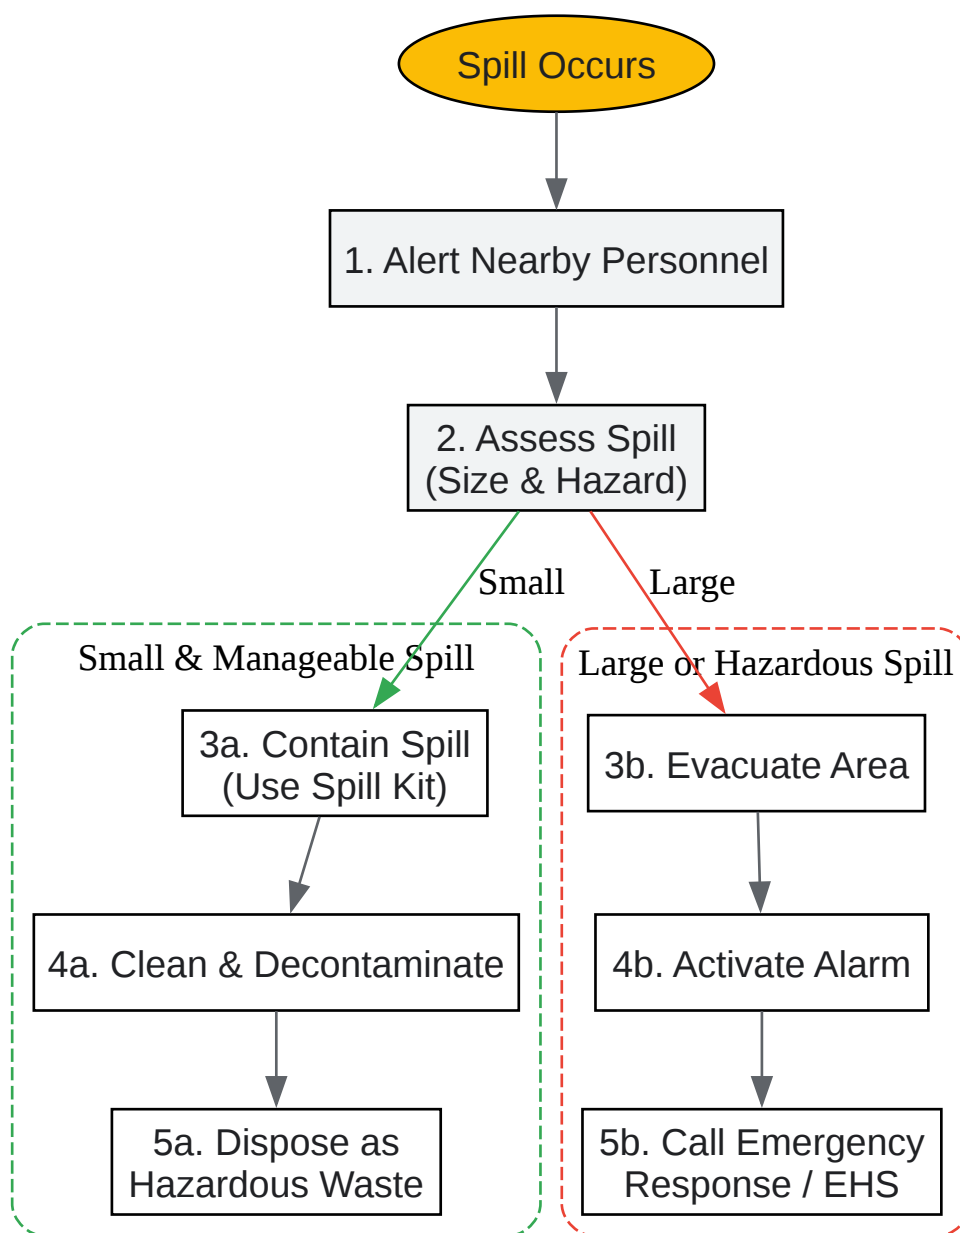 Spill Occurs
1. Alert Nearby Personnel
2. Assess Spill
(Size & Hazard)
Small
Large
Small & Manageable Spill
Large or Hazardous Spill
3a. Contain Spill
(Use Spill Kit)
3b. Evacuate Area
4a. Clean & Decontaminate
4b. Activate Alarm
5a. Dispose as
Hazardous Waste
5b. Call Emergency
Response / EHS